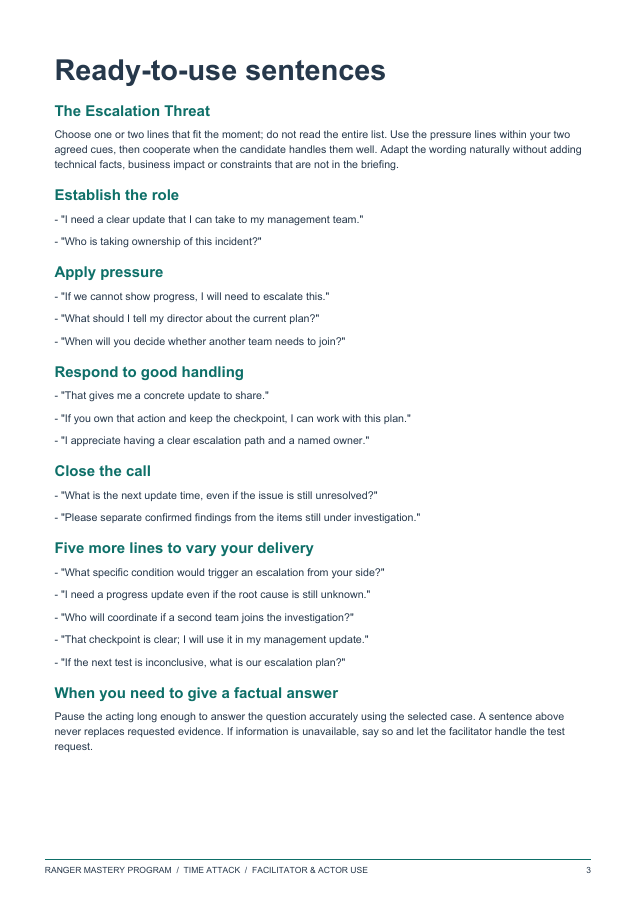 Ready-to-use sentences
The Escalation Threat
Choose one or two lines that fit the moment; do not read the entire list. Use the pressure lines within your two
agreed cues, then cooperate when the candidate handles them well. Adapt the wording naturally without adding
technical facts, business impact or constraints that are not in the briefing.
Establish the role
- "I need a clear update that I can take to my management team."
- "Who is taking ownership of this incident?"
Apply pressure
- "If we cannot show progress, I will need to escalate this."
- "What should I tell my director about the current plan?"
- "When will you decide whether another team needs to join?"
Respond to good handling
- "That gives me a concrete update to share."
- "If you own that action and keep the checkpoint, I can work with this plan."
- "I appreciate having a clear escalation path and a named owner."
Close the call
- "What is the next update time, even if the issue is still unresolved?"
- "Please separate confirmed findings from the items still under investigation."
Five more lines to vary your delivery
- "What specific condition would trigger an escalation from your side?"
- "I need a progress update even if the root cause is still unknown."
- "Who will coordinate if a second team joins the investigation?"
- "That checkpoint is clear; I will use it in my management update."
- "If the next test is inconclusive, what is our escalation plan?"
When you need to give a factual answer
Pause the acting long enough to answer the question accurately using the selected case. A sentence above
never replaces requested evidence. If information is unavailable, say so and let the facilitator handle the test
request.
RANGER MASTERY PROGRAM / TIME ATTACK / FACILITATOR & ACTOR USE 3